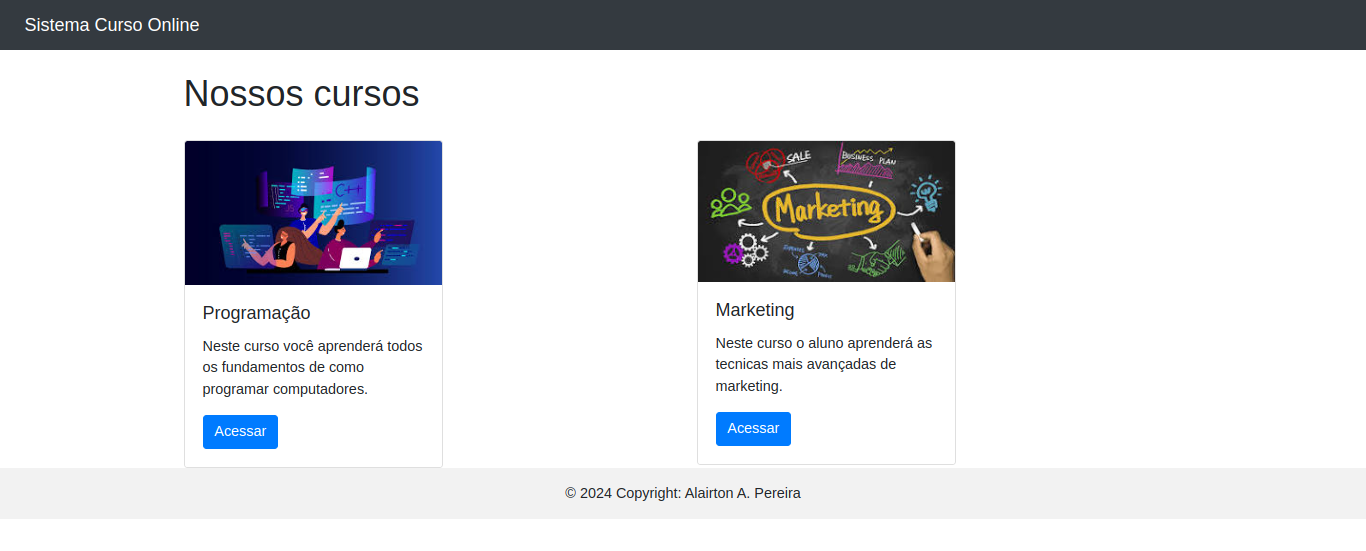 Sistema Curso Online
Nossos cursos
C++
Programação
Neste curso você aprenderá todos
os fundamentos de como
programar computadores.
Acessar
SALE
BUSINESS PLAN
Marketing
Marketing
Neste curso o aluno aprenderá as
tecnicas mais avançadas de
marketing.
Acessar
© 2024 Copyright: Alairton A. Pereira